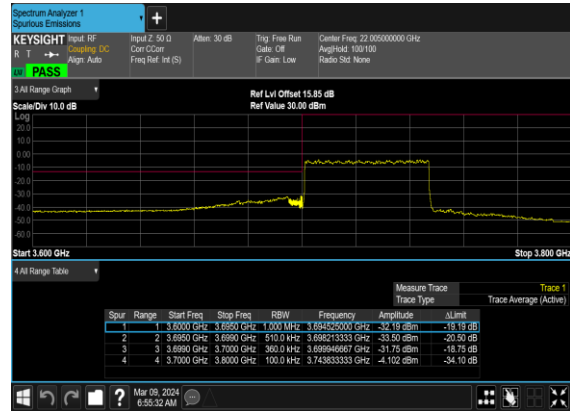 Spectrum Analyzer 1
Spurious Emissions
+
KEYSIGHT Input: RF Input Z: 50 Ω Atten: 30 dB Trig: Free Run Center Freq: 22.005000000 GHz
R T Coupling: DC Corr CCorr Gate: Off Avg|Hold: 100/100
Align: Auto Freq Ref: Int (S) IF Gain: Low Radio Std: None
LW PASS
3 All Range Graph
Ref Lvl Offset 15.85 dB
Scale/Div 10.0 dB Ref Value 30.00 dBm
Log
20.0
10.0
0.00
-10.0
-20.0
-30.0
-40.0
-50.0
-60.0
Start 3.600 GHz Stop 3.800 GHz
4 All Range Table
Measure Trace Trace 1
Trace Type Trace Average (Active)
Spur Range Start Freq Stop Freq RBW Frequency Amplitude ΔLimit
1 1 3.6000 GHz 3.6950 GHz 1.000 MHz 3.694525000 GHz -32.19 dBm -19.19 dB
2 2 3.6950 GHz 3.6990 GHz 510.0 kHz 3.698213333 GHz -33.50 dBm -20.50 dB
3 3 3.6990 GHz 3.7000 GHz 360.0 kHz 3.699946667 GHz -31.75 dBm -18.75 dB
4 4 3.7000 GHz 3.8000 GHz 100.0 kHz 3.743833333 GHz -4.102 dBm -34.10 dB
?
Mar 09, 2024
6:55:32 AM